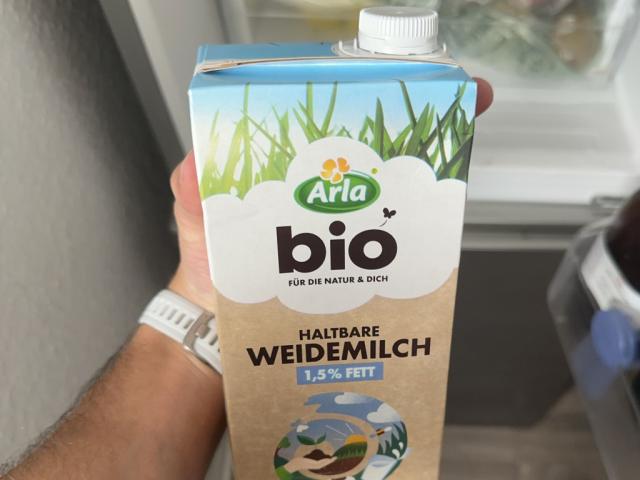 Arla
bio
FÜR DIE NATUR & DICH
HALTBARE
WEIDEMILCH
1,5% FETT